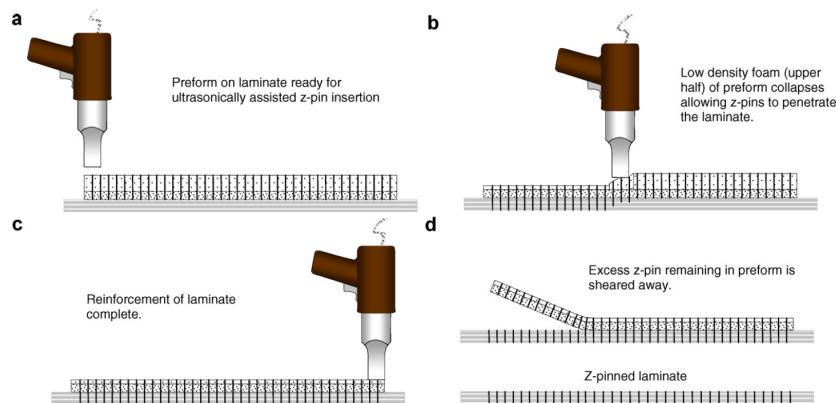 a
Preform on laminate ready for
ultrasonically assisted z-pin insertion
b
Low density foam (upper
half) of preform collapses
allowing z-pins to penetrate
the laminate.
c
Reinforcement of laminate
complete.
d
Excess z-pin remaining in preform is
sheared away.
Z-pinned laminate